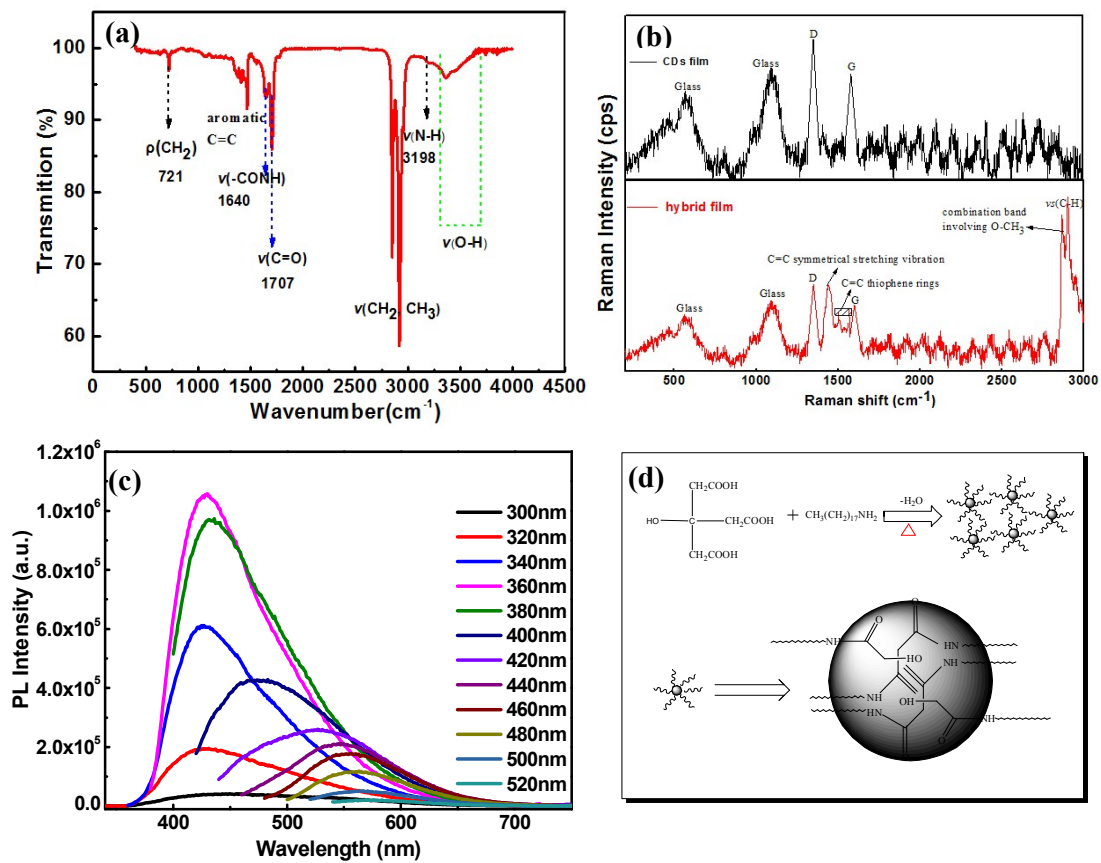 (a)
100
90
80
70
60
Transmition (%)
ρ(CH2)
721
aromatic
C=C
ν(-CONH)
1640
ν(C=O)
1707
ν(CH2 CH3)
ν(N-H)
3198
ν(O-H)
0 500 1000 1500 2000 2500 3000 3500 4000 4500
Wavenumber(cm-1)
(b)
CDs film
Glass
Glass
D
G
Raman Intensity (cps)
hybrid film
vs(C-H)
combination band
involving O-CH3
C=C symmetrical stretching vibration
C=C thiophene rings
Glass
Glass
D
G
500 1000 1500 2000 2500 3000
Raman shift (cm-1)
(c)
1.2x10^6
1.0x10^6
8.0x10^5
6.0x10^5
4.0x10^5
2.0x10^5
0.0
PL Intensity (a.u.)
300nm
320nm
340nm
360nm
380nm
400nm
420nm
440nm
460nm
480nm
500nm
520nm
400 500 600 700
Wavelength (nm)
(d)
CH2COOH
HO C CH2COOH
CH2COOH
+ CH3(CH2)17NH2
-H2O
△
O
O
NH
HN
HO
NH
HN
OH
HN
O
O
NH